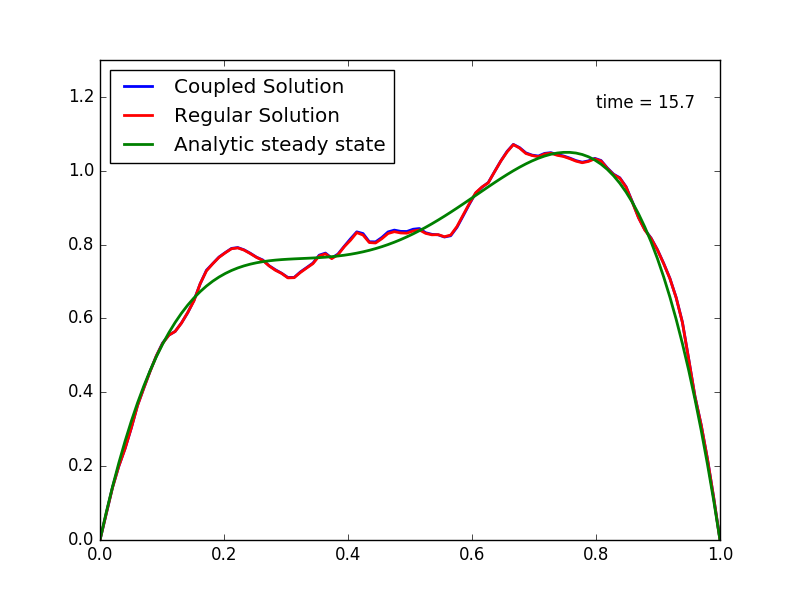 Coupled Solution
Regular Solution
Analytic steady state
time = 15.7
1.2
1.0
0.8
0.6
0.4
0.2
0.0
0.0 0.2 0.4 0.6 0.8 1.0